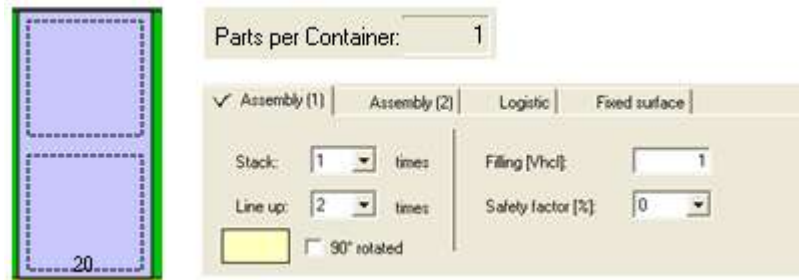 Parts per Container: 1
✓ Assembly (1) Assembly (2) Logistic Fixed surface
Stack: 1 times Filling [Vhcl]: 1
Line up: 2 times Safety factor [%]: 0
90° rotated
20